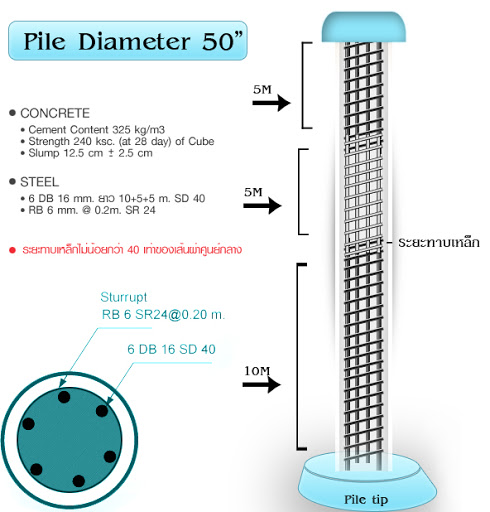 Pile Diameter 50”
5M
• CONCRETE
• Cement Content 325 kg/m3
• Strength 240 ksc. (at 28 day) of Cube
• Slump 12.5 cm ± 2.5 cm
• STEEL
• 6 DB 16 mm. ยาว 10+5+5 m. SD 40
• RB 6 mm. @ 0.2m. SR 24
5M
ระยะทาบเหล็ก
• ระยะทาบเหล็กไม่น้อยกว่า 40 เท่าของเส้นผ่าศูนย์กลาง
Sturrupt
RB 6 SR24@0.20 m.
6 DB 16 SD 40
10M
Pile tip